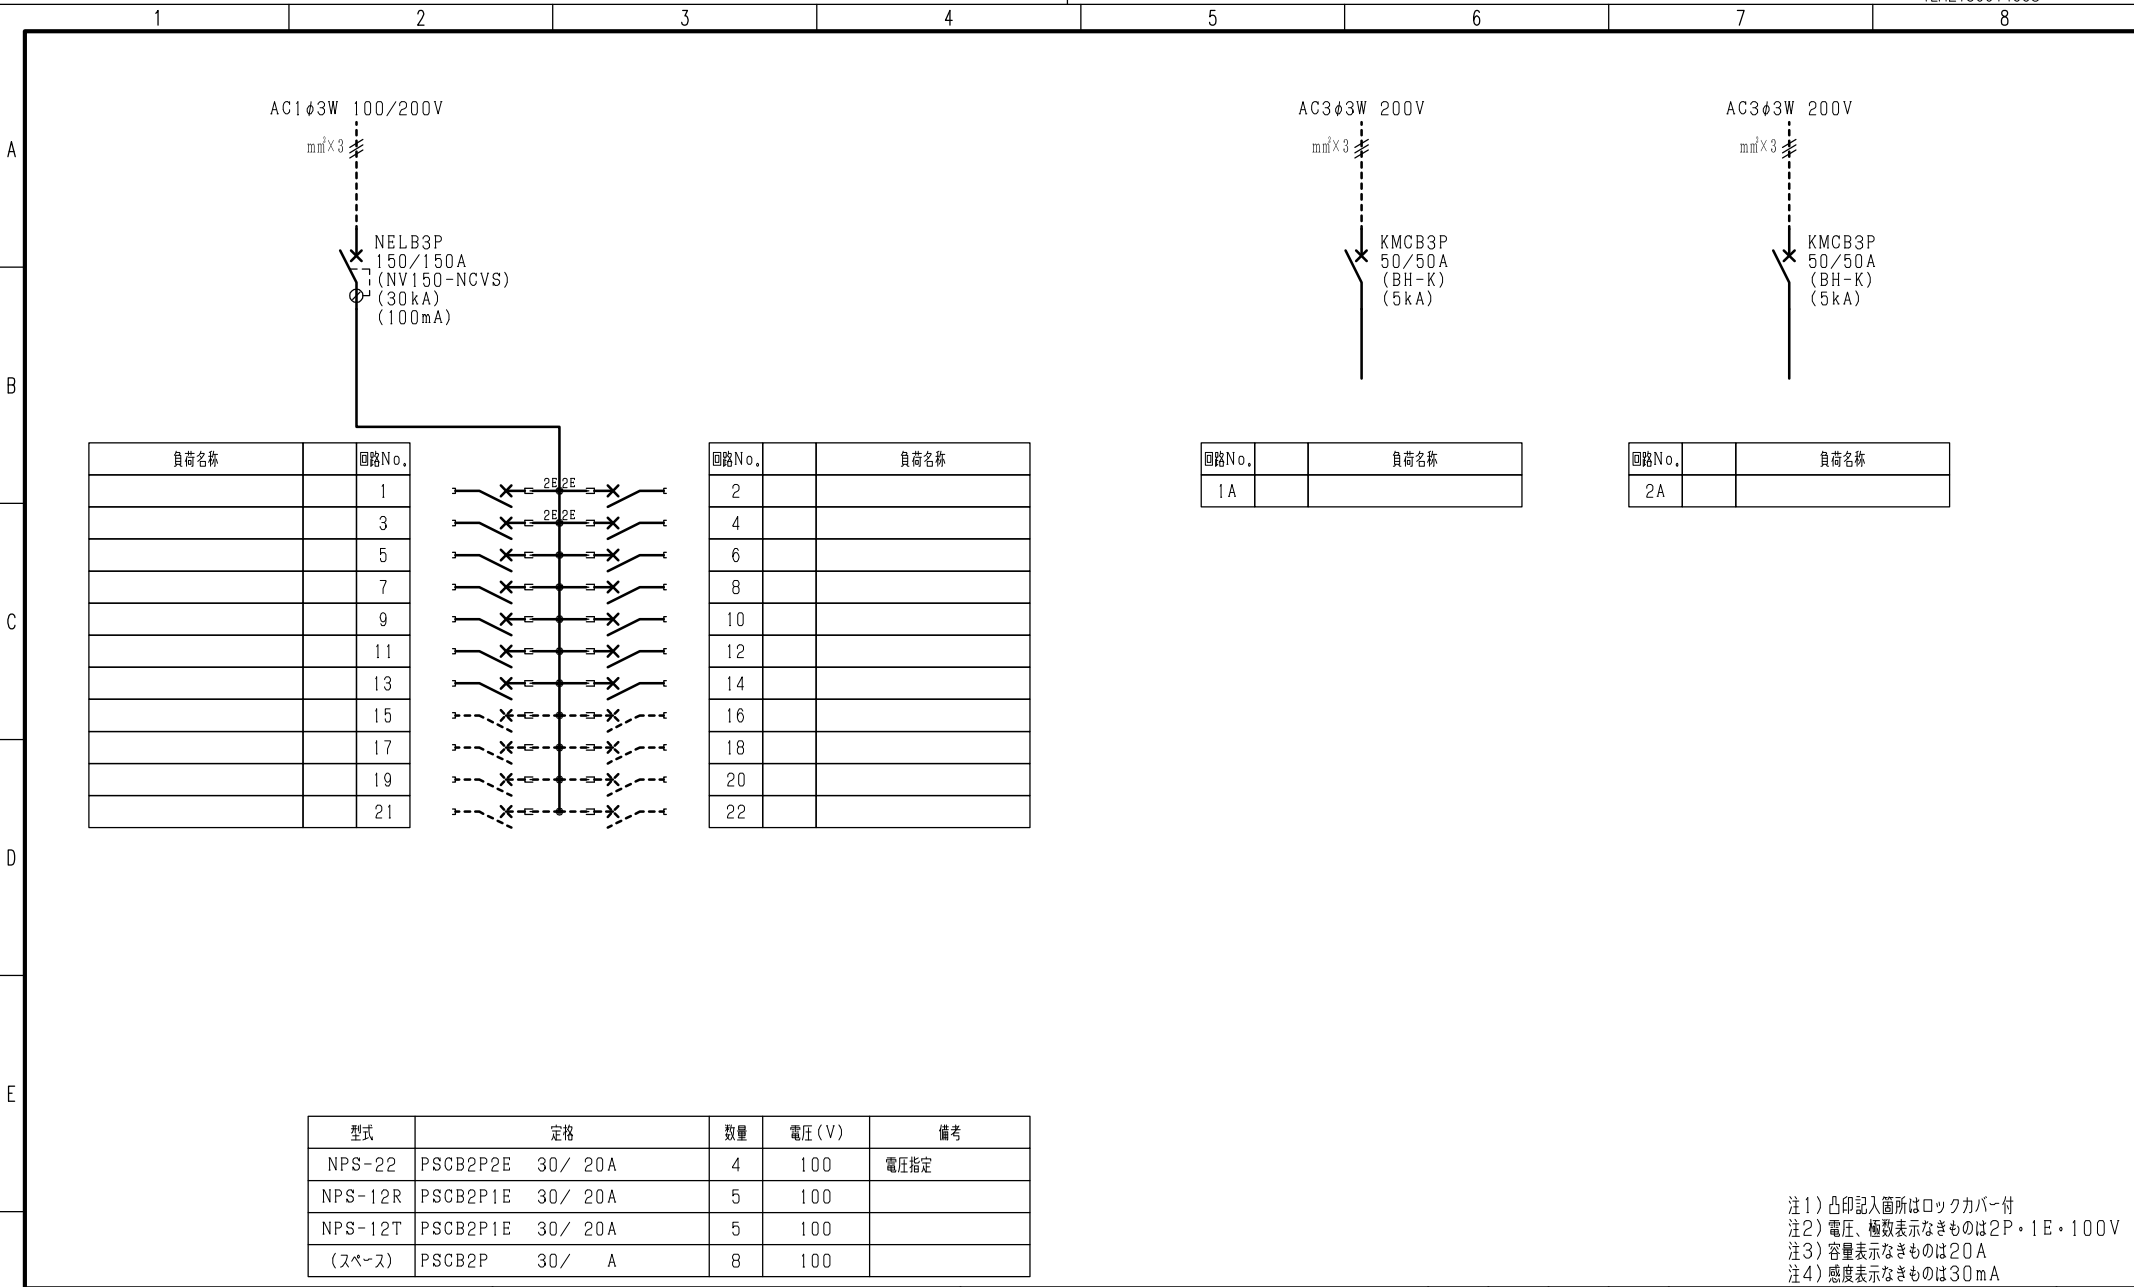 1 2 3 4 5 6 7 8
A
B
C
D
E
AC1φ3W 100/200V
mm²×3
NELB3P
150/150A
(NV150-NCVS)
(30kA)
(100mA)
AC3φ3W 200V
mm²×3
KMCB3P
50/50A
(BH-K)
(5kA)
AC3φ3W 200V
mm²×3
KMCB3P
50/50A
(BH-K)
(5kA)
負荷名称 回路No.
1
3
5
7
9
11
13
15
17
19
21
2E 2E
2E 2E
回路No. 負荷名称
2
4
6
8
10
12
14
16
18
20
22
回路No. 負荷名称
1A
回路No. 負荷名称
2A
型式 定格 数量 電圧(V) 備考
NPS-22 PSCB2P2E 30/ 20A 4 100 電圧指定
NPS-12R PSCB2P1E 30/ 20A 5 100
NPS-12T PSCB2P1E 30/ 20A 5 100
(スペース) PSCB2P 30/ A 8 100
注1)凸印記入箇所はロックカバー付
注2)電圧、極数表示なきものは2P・1E・100V
注3)容量表示なきものは20A
注4)感度表示なきものは30mA